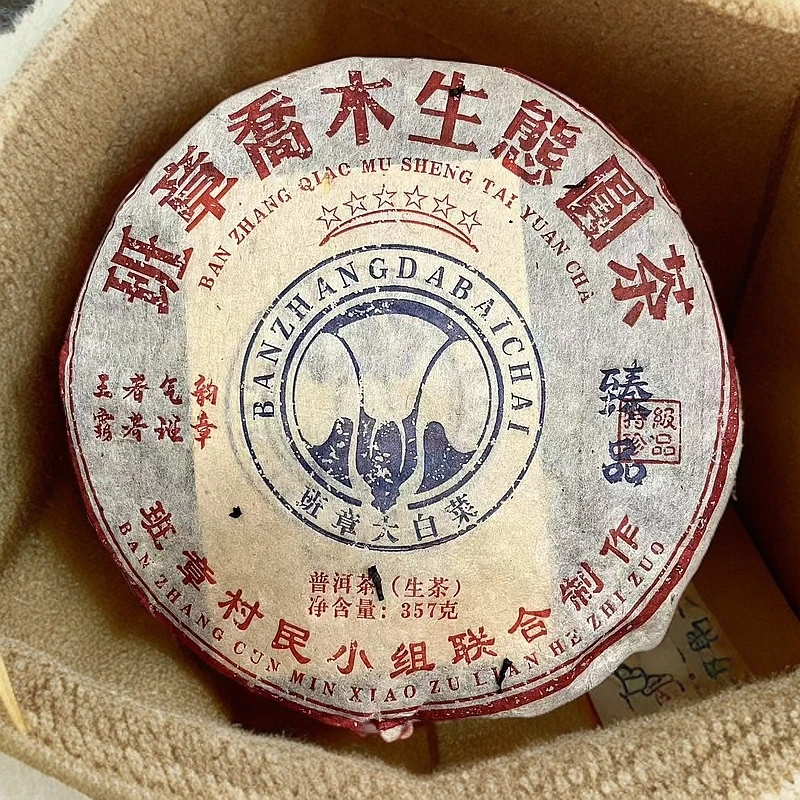 班章喬木生態園茶
BAN ZHANG QIAO MU SHENG TAI YUAN CHA
BANZHANGDABAICHAI
王者气韵
霸者班章
臻品
特級
珍品
班章大白菜
普洱茶（生茶）
净含量：357克
班章村民小组联合制作
BAN ZHANG CUN MIN XIAO ZU LIAN HE ZHI ZUO